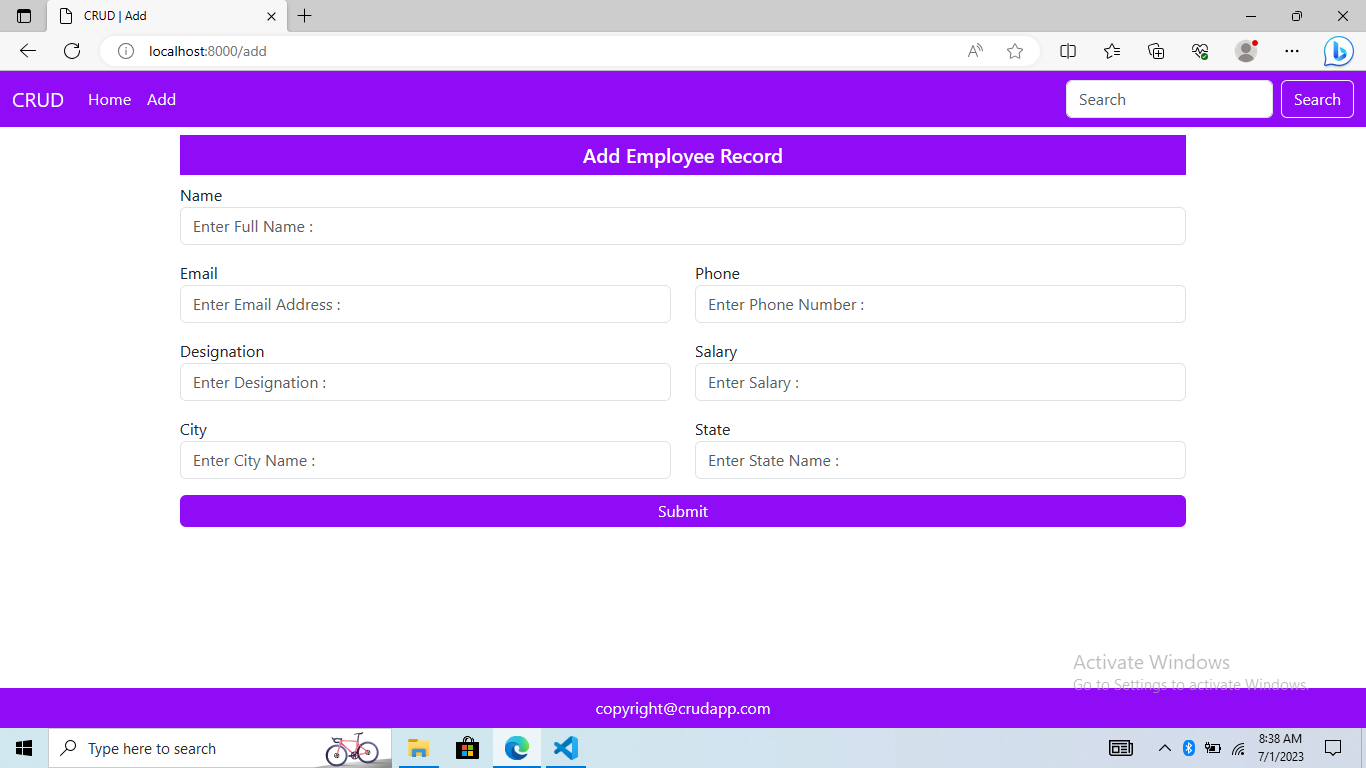 CRUD | Add
localhost:8000/add
CRUD Home Add Search Search
Add Employee Record
Name
Enter Full Name :
Email Phone
Enter Email Address : Enter Phone Number :
Designation Salary
Enter Designation : Enter Salary :
City State
Enter City Name : Enter State Name :
Submit
Activate Windows
Go to Settings to activate Windows.
copyright@crudapp.com
Type here to search
8:38 AM
7/1/2023